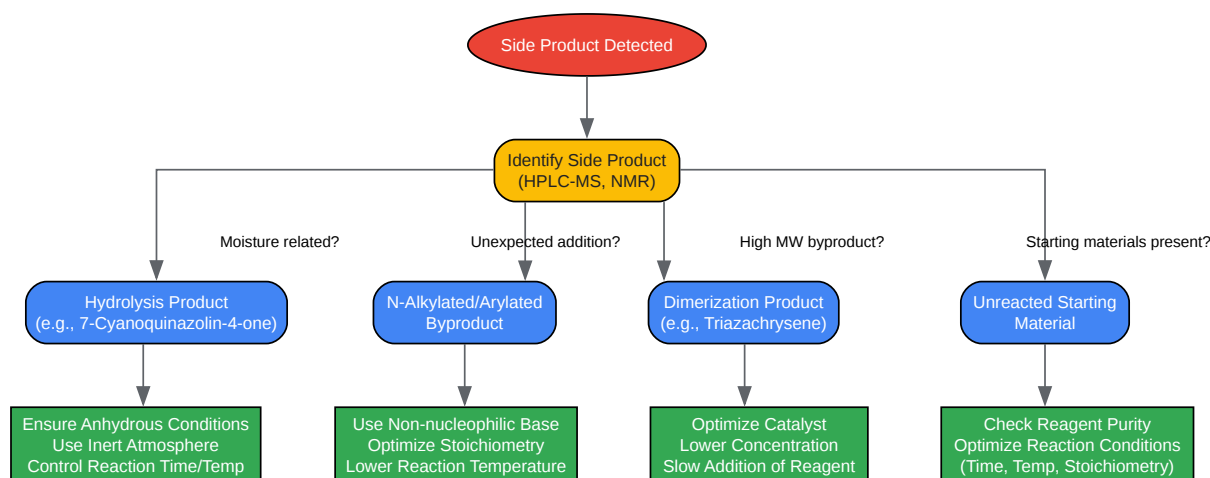 Side Product Detected
Identify Side Product
(HPLC-MS, NMR)
Moisture related?
Unexpected addition?
High MW byproduct?
Starting materials present?
Hydrolysis Product
(e.g., 7-Cyanoquinazolin-4-one)
N-Alkylated/Arylated
Byproduct
Dimerization Product
(e.g., Triazachrysene)
Unreacted Starting
Material
Ensure Anhydrous Conditions
Use Inert Atmosphere
Control Reaction Time/Temp
Use Non-nucleophilic Base
Optimize Stoichiometry
Lower Reaction Temperature
Optimize Catalyst
Lower Concentration
Slow Addition of Reagent
Check Reagent Purity
Optimize Reaction Conditions
(Time, Temp, Stoichiometry)